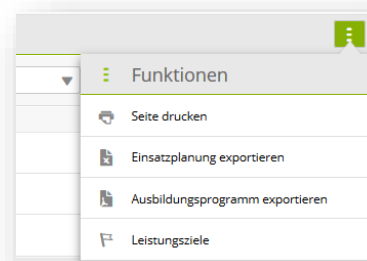 Funktionen
Seite drucken
Einsatzplanung exportieren
Ausbildungsprogramm exportieren
Leistungsziele